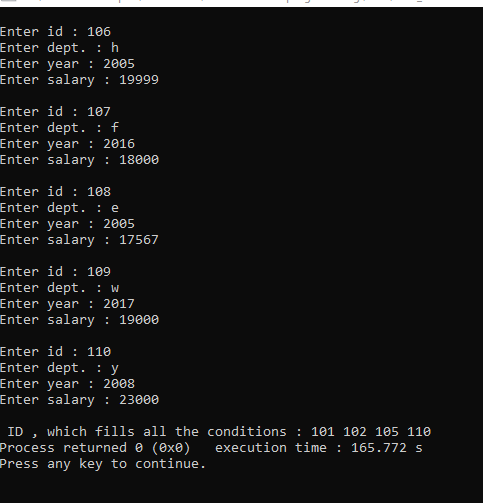 Enter id : 106
Enter dept. : h
Enter year : 2005
Enter salary : 19999
Enter id : 107
Enter dept. : f
Enter year : 2016
Enter salary : 18000
Enter id : 108
Enter dept. : e
Enter year : 2005
Enter salary : 17567
Enter id : 109
Enter dept. : w
Enter year : 2017
Enter salary : 19000
Enter id : 110
Enter dept. : y
Enter year : 2008
Enter salary : 23000
ID , which fills all the conditions : 101 102 105 110
Process returned 0 (0x0)   execution time : 165.772 s
Press any key to continue.